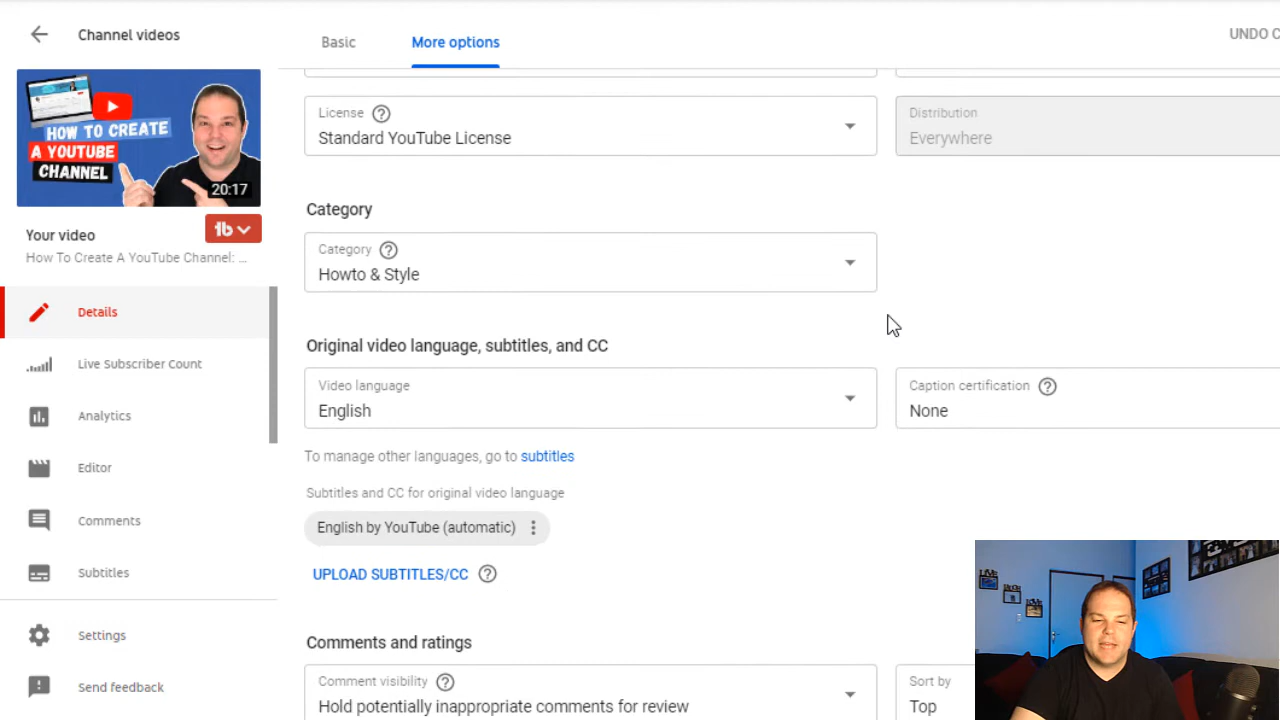 Channel videos
Basic
More options
UNDO C
HOW TO CREATE
A YOUTUBE
CHANNEL
20:17
Your video
tb
How To Create A YouTube Channel: ...
Details
Live Subscriber Count
Analytics
Editor
Comments
Subtitles
Settings
Send feedback
License
Standard YouTube License
Distribution
Everywhere
Category
Category
Howto & Style
Original video language, subtitles, and CC
Video language
English
Caption certification
None
To manage other languages, go to subtitles
Subtitles and CC for original video language
English by YouTube (automatic)
UPLOAD SUBTITLES/CC
Comments and ratings
Comment visibility
Hold potentially inappropriate comments for review
Sort by
Top
LIVE